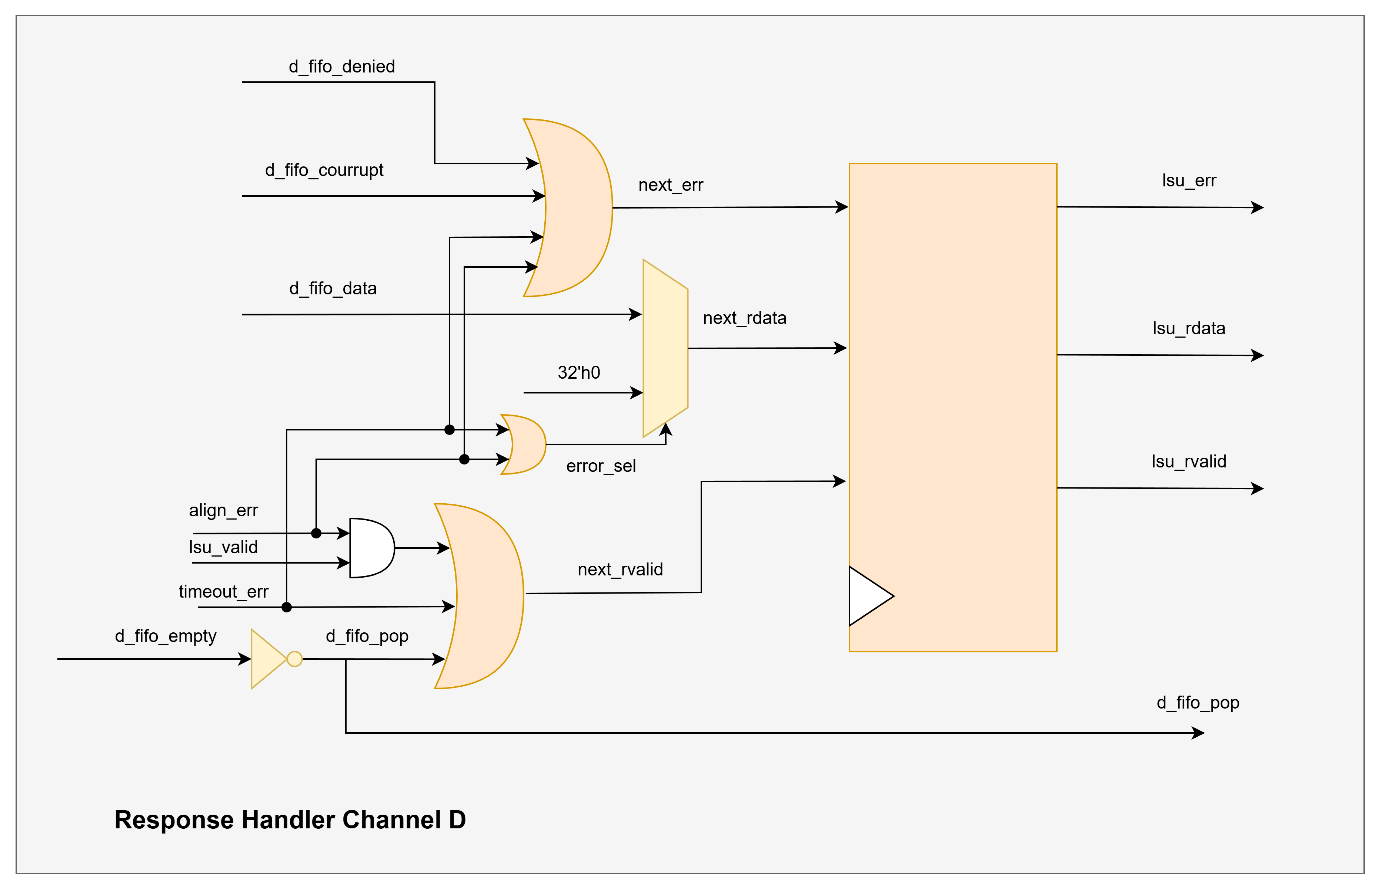 d_fifo_denied
d_fifo_courrupt
next_err
lsu_err
d_fifo_data
next_rdata
lsu_rdata
32'h0
error_sel
lsu_rvalid
align_err
lsu_valid
timeout_err
next_rvalid
d_fifo_empty
d_fifo_pop
d_fifo_pop
Response Handler Channel D